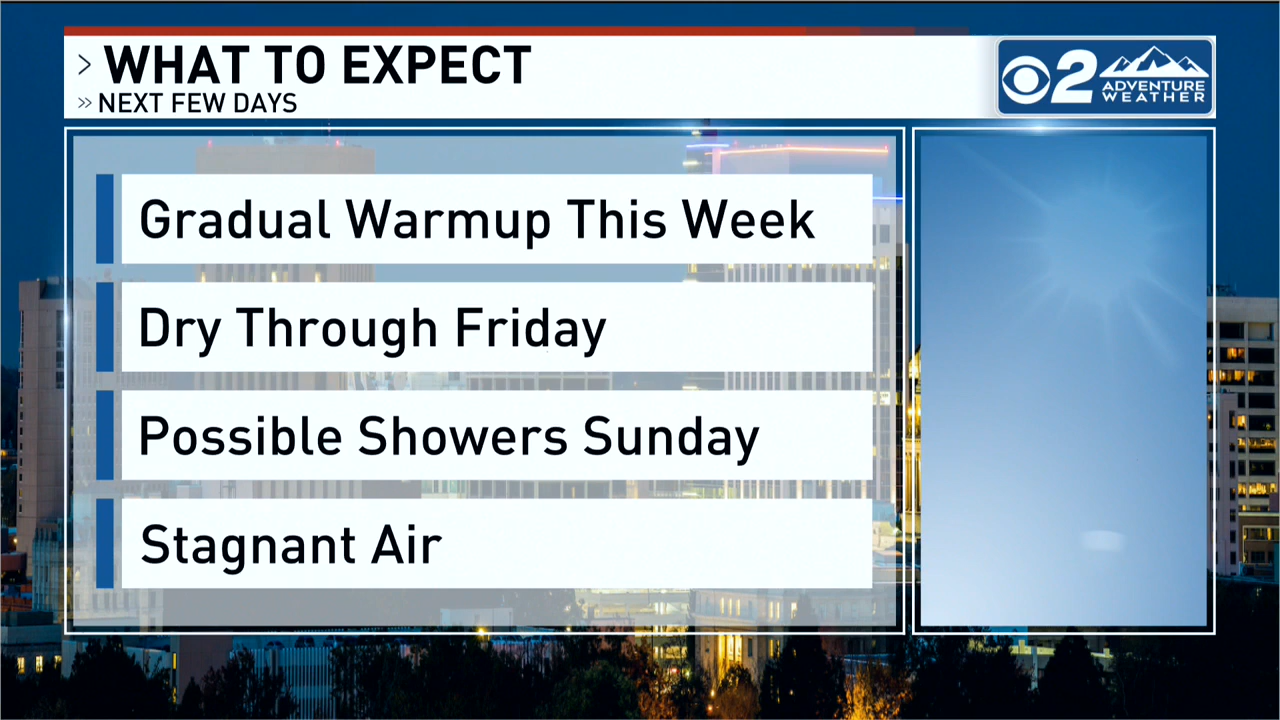 > WHAT TO EXPECT
>> NEXT FEW DAYS
2 ADVENTURE WEATHER
Gradual Warmup This Week
Dry Through Friday
Possible Showers Sunday
Stagnant Air